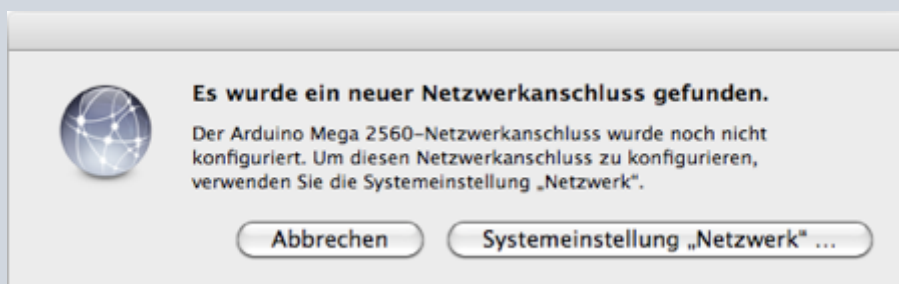 Es wurde ein neuer Netzwerkanschluss gefunden.
Der Arduino Mega 2560-Netzwerkanschluss wurde noch nicht
konfiguriert. Um diesen Netzwerkanschluss zu konfigurieren,
verwenden Sie die Systemeinstellung „Netzwerk“.
Abbrechen
Systemeinstellung „Netzwerk“ ...